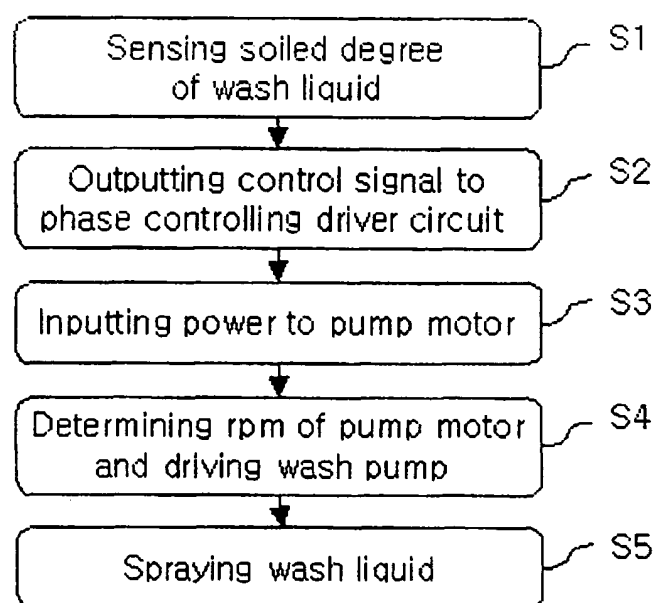 Sensing soiled degree
of wash liquid
S1
Outputting control signal to
phase controlling driver circuit
S2
Inputting power to pump motor
S3
Determining rpm of pump motor
and driving wash pump
S4
Spraying wash liquid
S5